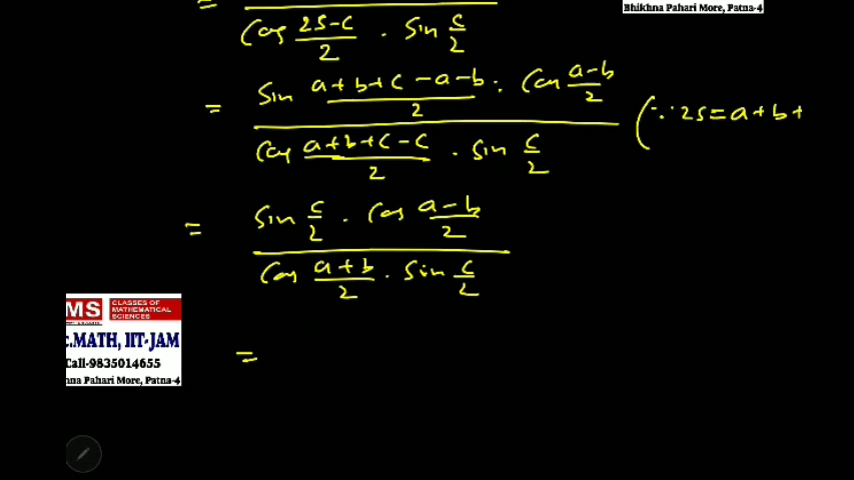 Bhikhna Pahari More, Patna-4
=
Cos 2S-C/2 . Sin C/2
= Sin a+b+c-a-b/2 . Cos a-b/2
Cos a+b+c-c/2 . Sin C/2
(∵ 2S=a+b+
= Sin C/2 . Cos a-b/2
Cos a+b/2 . Sin C/2
MS CLASSES OF MATHEMATICAL SCIENCES
.MATH, IIT-JAM
Call-9835014655
na Pahari More, Patna-4
=